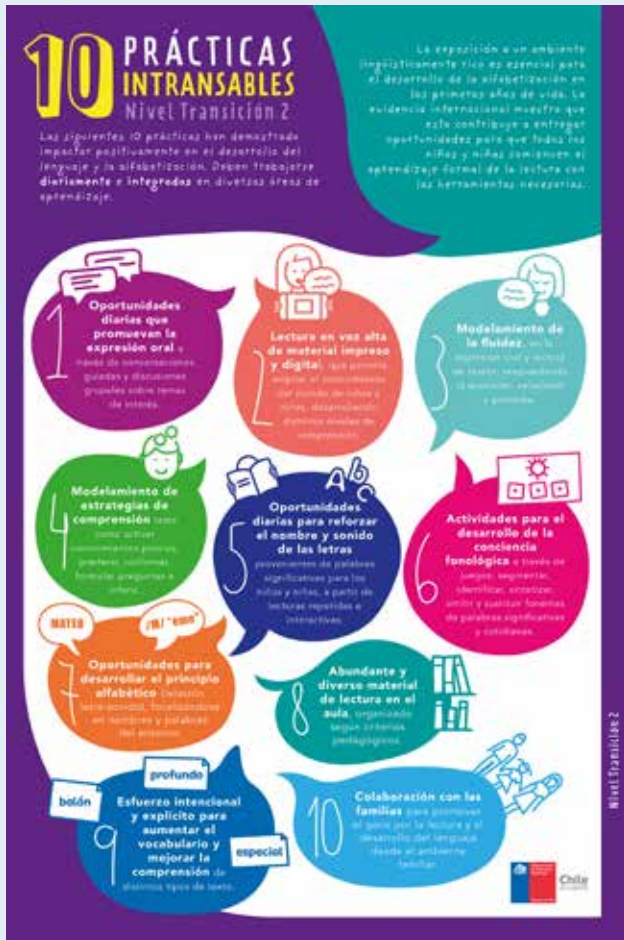 10 PRÁCTICAS
INTRANSABLES
Nivel Transición 2
Las siguientes 10 prácticas han demostrado
impactar positivamente en el desarrollo del
lenguaje y la alfabetización. Deben trabajarse
diariamente e integradas en diversas áreas de
aprendizaje.
La exposición a un ambiente
lingüísticamente rico es esencial para
el desarrollo de la alfabetización en
los primeros años de vida. La
evidencia internacional muestra que
esto contribuye a entregar
oportunidades para que todos los
niños y niñas comiencen el
aprendizaje formal de la lectura con
las herramientas necesarias.
1
Oportunidades
diarias que
promuevan la
expresión oral a
través de conversaciones
guiadas y discusiones
grupales sobre temas
de interés.
2
Lectura en voz alta
de material impreso
y digital, que permita
ampliar el conocimiento
del mundo de niños y
niñas, desarrollando
distintos niveles de
comprensión.
3
Modelamiento de
la fluidez, en la
expresión oral y lectura
de textos, resguardando
la precisión, velocidad
y prosodia.
4
Modelamiento de
estrategias de
comprensión tales
como activar
conocimientos previos,
predecir, visualizar,
formular preguntas e
inferir.
5
Abc
Oportunidades
diarias para reforzar
el nombre y sonido
de las letras
provenientes de palabras
significativas para los
niños y niñas, a partir de
lecturas repetidas e
interactivas.
6
Actividades para el
desarrollo de la
conciencia
fonológica a través de
juegos: segmentar,
identificar, sintetizar,
omitir y sustituir fonemas
de palabras significativas
y cotidianas.
MATEO
/M/ "eme"
7
Oportunidades para
desarrollar el principio
alfabético (relación
letra-sonido), focalizándose
en nombres y palabras
del entorno.
8
Abundante y
diverso material
de lectura en el
aula, organizado
según criterios
pedagógicos.
profundo
balón
especial
9
Esfuerzo intencional
y explícito para
aumentar el
vocabulario y
mejorar la
comprensión de
distintos tipos de texto.
10
Colaboración con las
familias para promover
el gozo por la lectura y el
desarrollo del lenguaje
desde el ambiente
familiar.
Chile
Nivel Transición 2